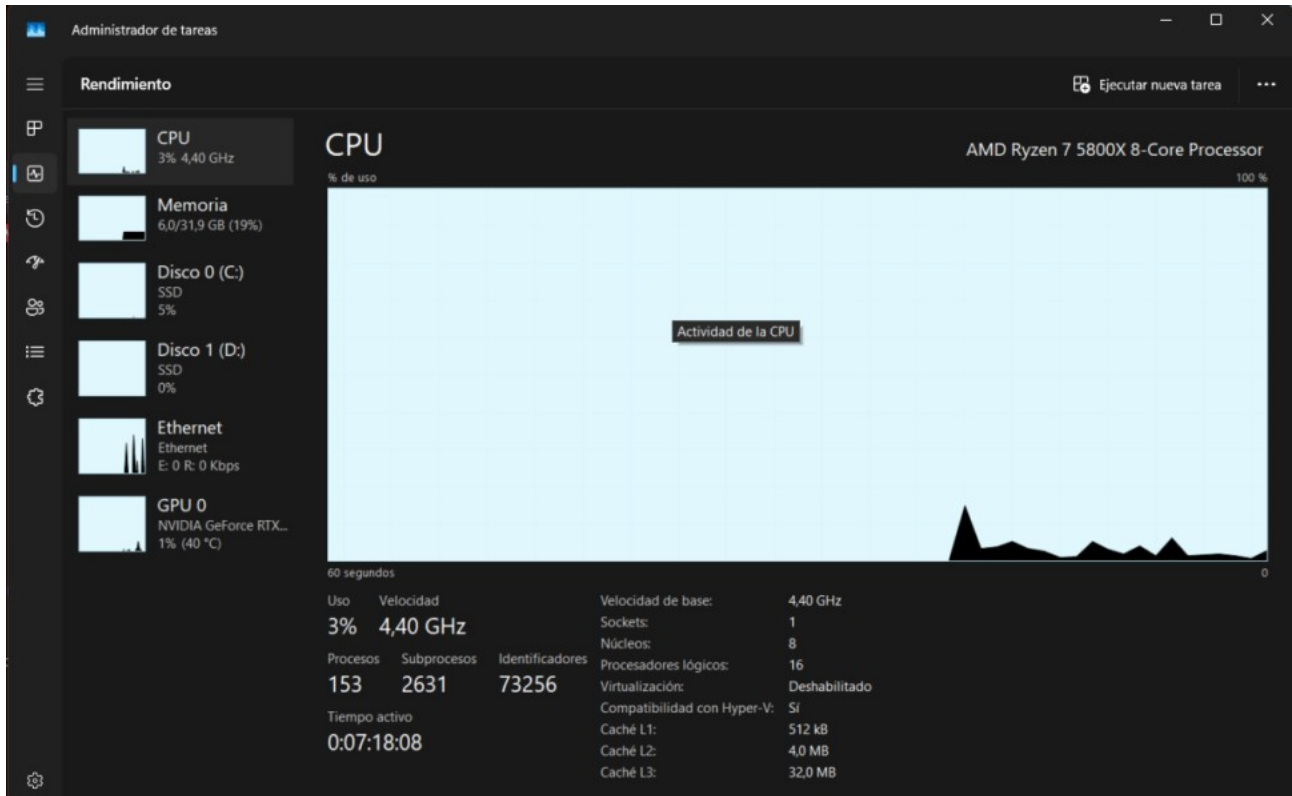 Administrador de tareas
Rendimiento
Ejecutar nueva tarea
CPU
3% 4,40 GHz
Memoria
6,0/31,9 GB (19%)
Disco 0 (C:)
SSD
5%
Disco 1 (D:)
SSD
0%
Ethernet
Ethernet
E: 0 R: 0 Kbps
GPU 0
NVIDIA GeForce RTX...
1% (40 °C)
CPU
AMD Ryzen 7 5800X 8-Core Processor
% de uso
100 %
Actividad de la CPU
60 segundos
0
Uso Velocidad
3% 4,40 GHz
Procesos Subprocesos Identificadores
153 2631 73256
Tiempo activo
0:07:18:08
Velocidad de base: 4,40 GHz
Sockets: 1
Núcleos: 8
Procesadores lógicos: 16
Virtualización: Deshabilitado
Compatibilidad con Hyper-V: Sí
Caché L1: 512 kB
Caché L2: 4,0 MB
Caché L3: 32,0 MB